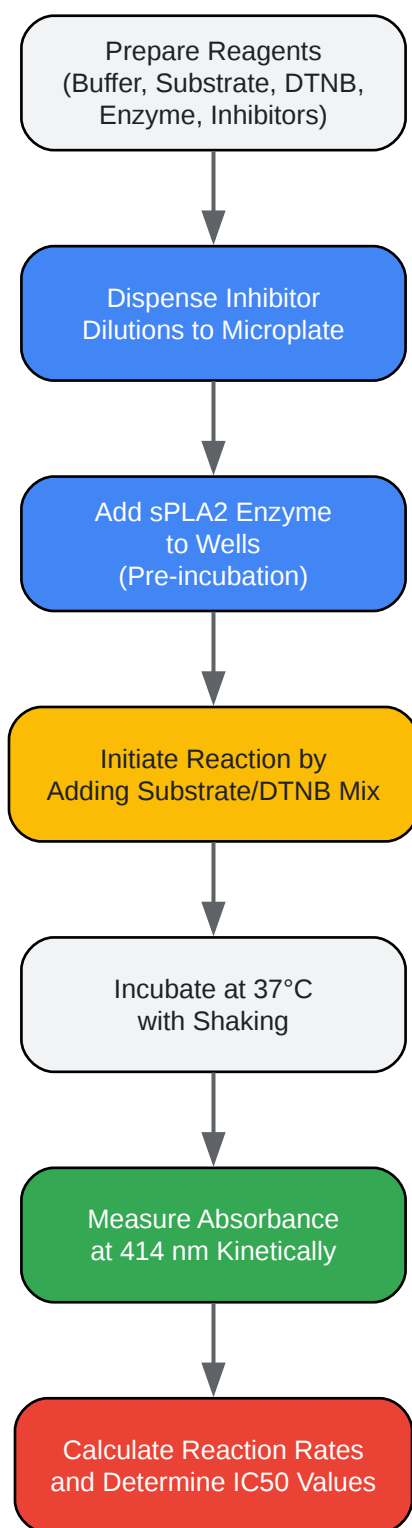 Prepare Reagents
(Buffer, Substrate, DTNB,
Enzyme, Inhibitors)
Dispense Inhibitor
Dilutions to Microplate
Add sPLA2 Enzyme
to Wells
(Pre-incubation)
Initiate Reaction by
Adding Substrate/DTNB Mix
Incubate at 37°C
with Shaking
Measure Absorbance
at 414 nm Kinetically
Calculate Reaction Rates
and Determine IC50 Values